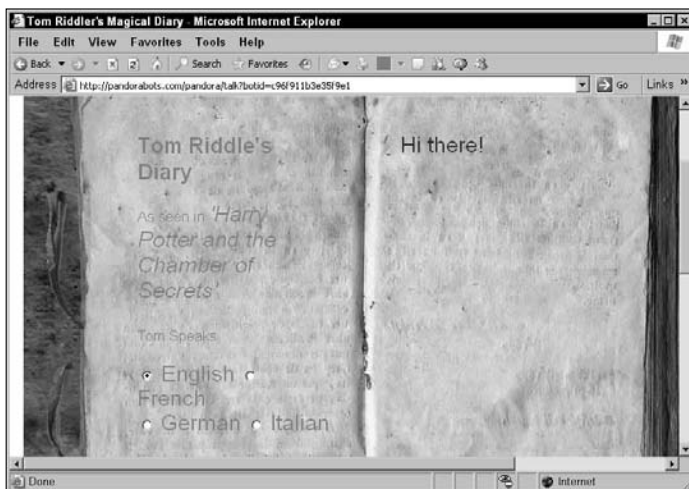 Tom Riddler's Magical Diary - Microsoft Internet Explorer
File Edit View Favorites Tools Help
Back Search Favorites
Address http://pandorabots.com/pandora/talk?botid=c96f911b3e35f9e1 Go Links »
Tom Riddle's
Diary
As seen in 'Harry
Potter and the
Chamber of
Secrets'
Tom Speaks
English
French
German Italian
Hi there!
Done Internet